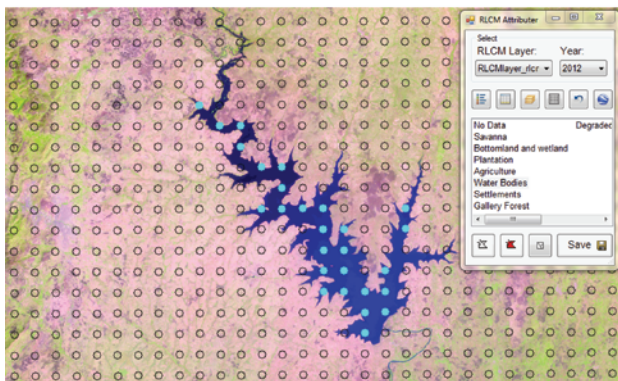 RLCM Attributer
Select
RLCM Layer: Year:
RLCMlayer_rlcr 2012
No Data Degraded
Savanna
Bottomland and wetland
Plantation
Agriculture
Water Bodies
Settlements
Gallery Forest
Save